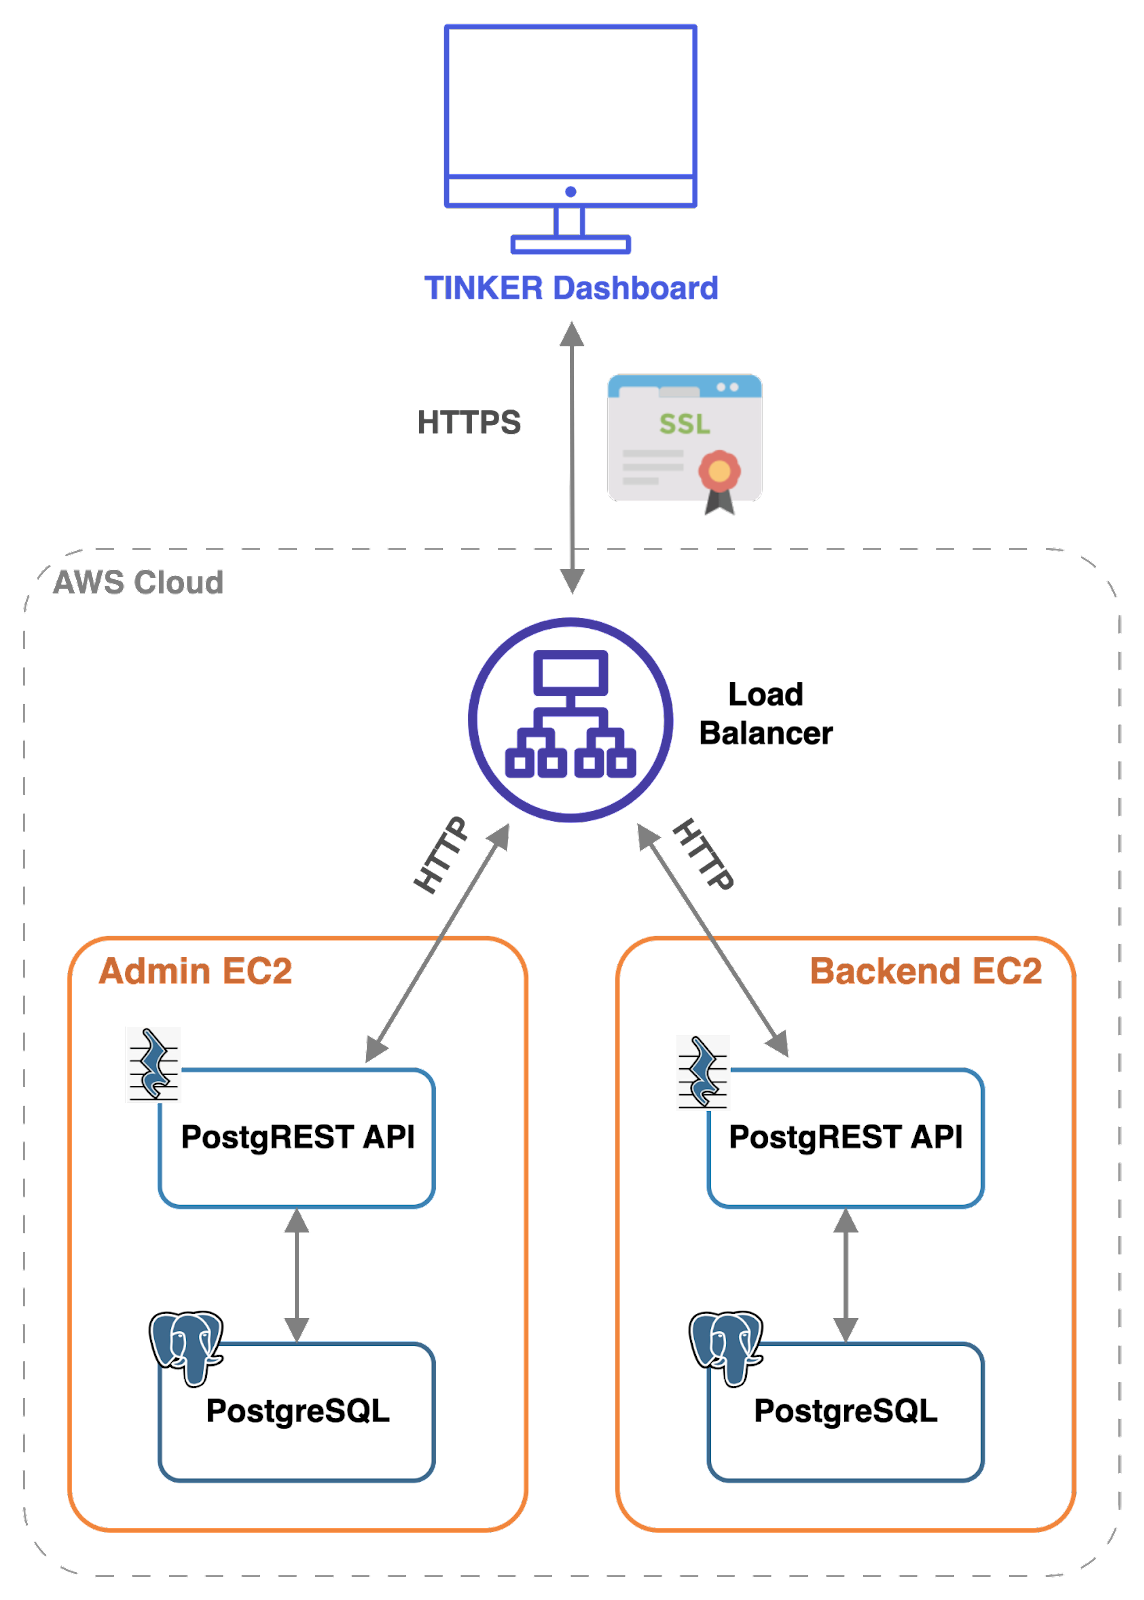 TINKER Dashboard
HTTPS
SSL
AWS Cloud
Load
Balancer
HTTP
HTTP
Admin EC2
Backend EC2
PostgREST API
PostgREST API
PostgreSQL
PostgreSQL